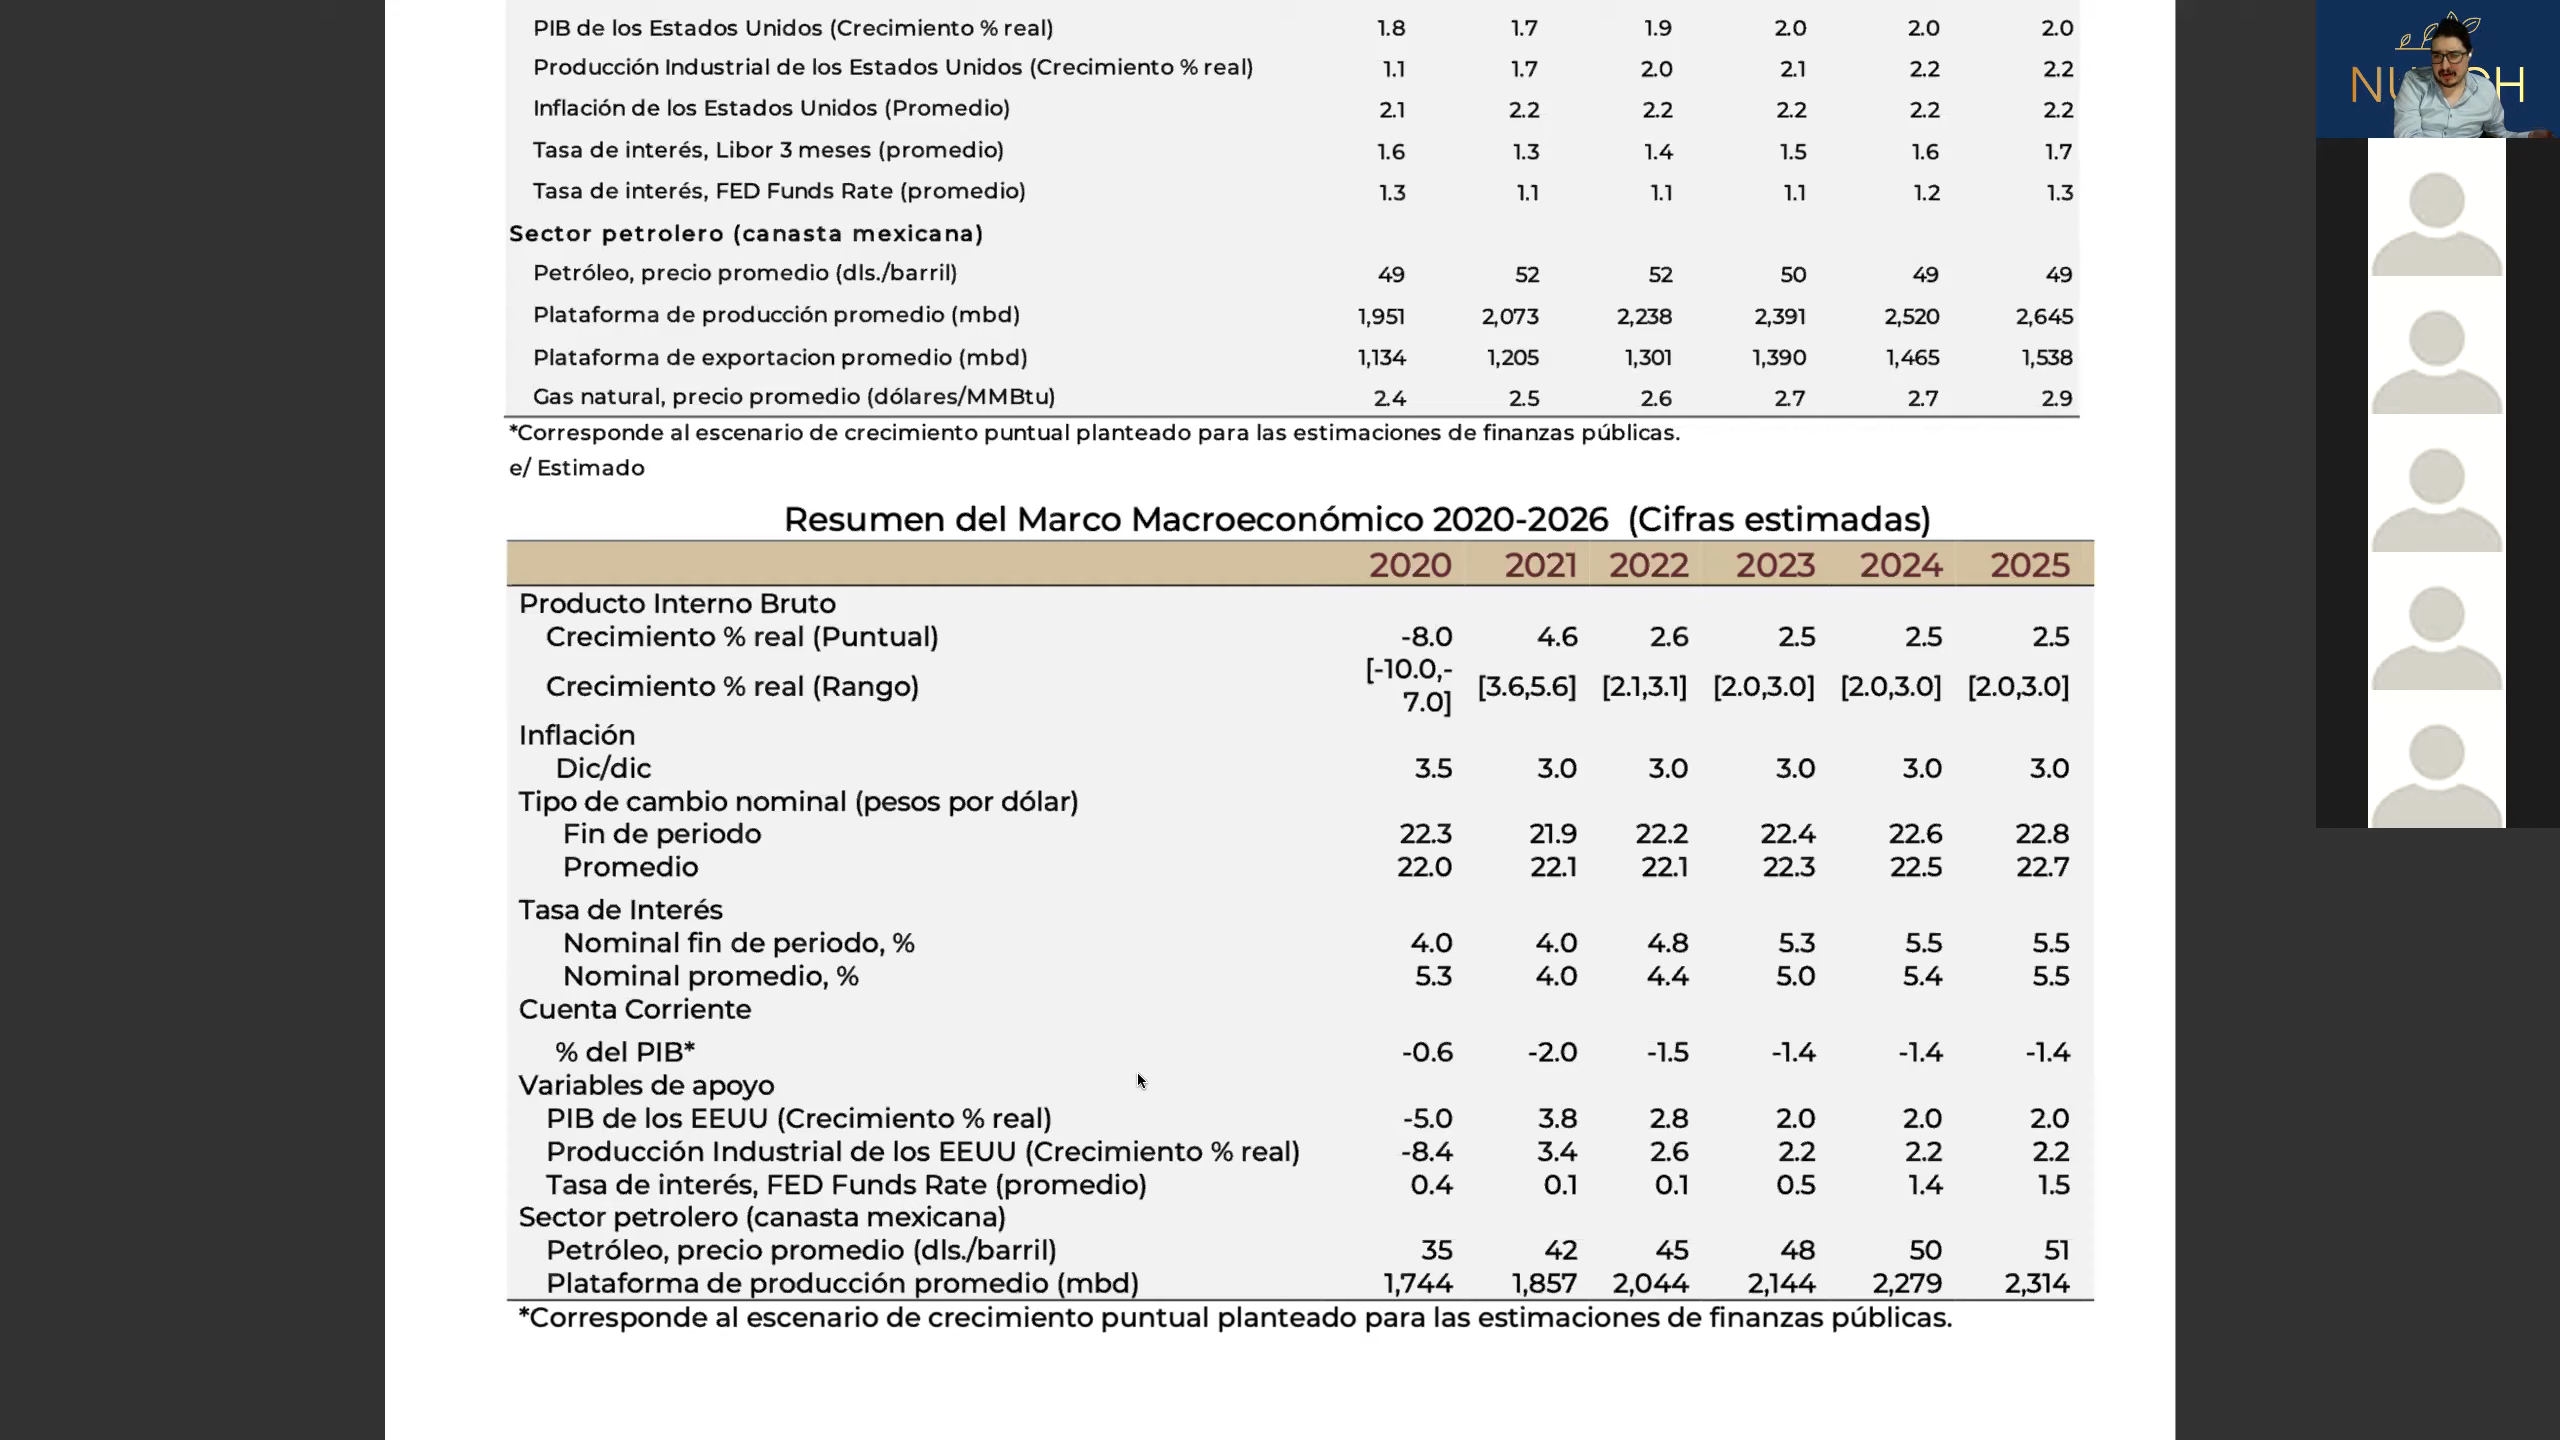 PIB de los Estados Unidos (Crecimiento % real) 1.8 1.7 1.9 2.0 2.0 2.0
Producción Industrial de los Estados Unidos (Crecimiento % real) 1.1 1.7 2.0 2.1 2.2 2.2
Inflación de los Estados Unidos (Promedio) 2.1 2.2 2.2 2.2 2.2 2.2
Tasa de interés, Libor 3 meses (promedio) 1.6 1.3 1.4 1.5 1.6 1.7
Tasa de interés, FED Funds Rate (promedio) 1.3 1.1 1.1 1.1 1.2 1.3
Sector petrolero (canasta mexicana)
Petróleo, precio promedio (dls./barril) 49 52 52 50 49 49
Plataforma de producción promedio (mbd) 1,951 2,073 2,238 2,391 2,520 2,645
Plataforma de exportacion promedio (mbd) 1,134 1,205 1,301 1,390 1,465 1,538
Gas natural, precio promedio (dólares/MMBtu) 2.4 2.5 2.6 2.7 2.7 2.9
*Corresponde al escenario de crecimiento puntual planteado para las estimaciones de finanzas públicas.
e/ Estimado
Resumen del Marco Macroeconómico 2020-2026 (Cifras estimadas)
2020 2021 2022 2023 2024 2025
Producto Interno Bruto
Crecimiento % real (Puntual) -8.0 4.6 2.6 2.5 2.5 2.5
Crecimiento % real (Rango) [-10.0,-7.0] [3.6,5.6] [2.1,3.1] [2.0,3.0] [2.0,3.0] [2.0,3.0]
Inflación
Dic/dic 3.5 3.0 3.0 3.0 3.0 3.0
Tipo de cambio nominal (pesos por dólar)
Fin de periodo 22.3 21.9 22.2 22.4 22.6 22.8
Promedio 22.0 22.1 22.1 22.3 22.5 22.7
Tasa de Interés
Nominal fin de periodo, % 4.0 4.0 4.8 5.3 5.5 5.5
Nominal promedio, % 5.3 4.0 4.4 5.0 5.4 5.5
Cuenta Corriente
% del PIB* -0.6 -2.0 -1.5 -1.4 -1.4 -1.4
Variables de apoyo
PIB de los EEUU (Crecimiento % real) -5.0 3.8 2.8 2.0 2.0 2.0
Producción Industrial de los EEUU (Crecimiento % real) -8.4 3.4 2.6 2.2 2.2 2.2
Tasa de interés, FED Funds Rate (promedio) 0.4 0.1 0.1 0.5 1.4 1.5
Sector petrolero (canasta mexicana)
Petróleo, precio promedio (dls./barril) 35 42 45 48 50 51
Plataforma de producción promedio (mbd) 1,744 1,857 2,044 2,144 2,279 2,314
*Corresponde al escenario de crecimiento puntual planteado para las estimaciones de finanzas públicas.